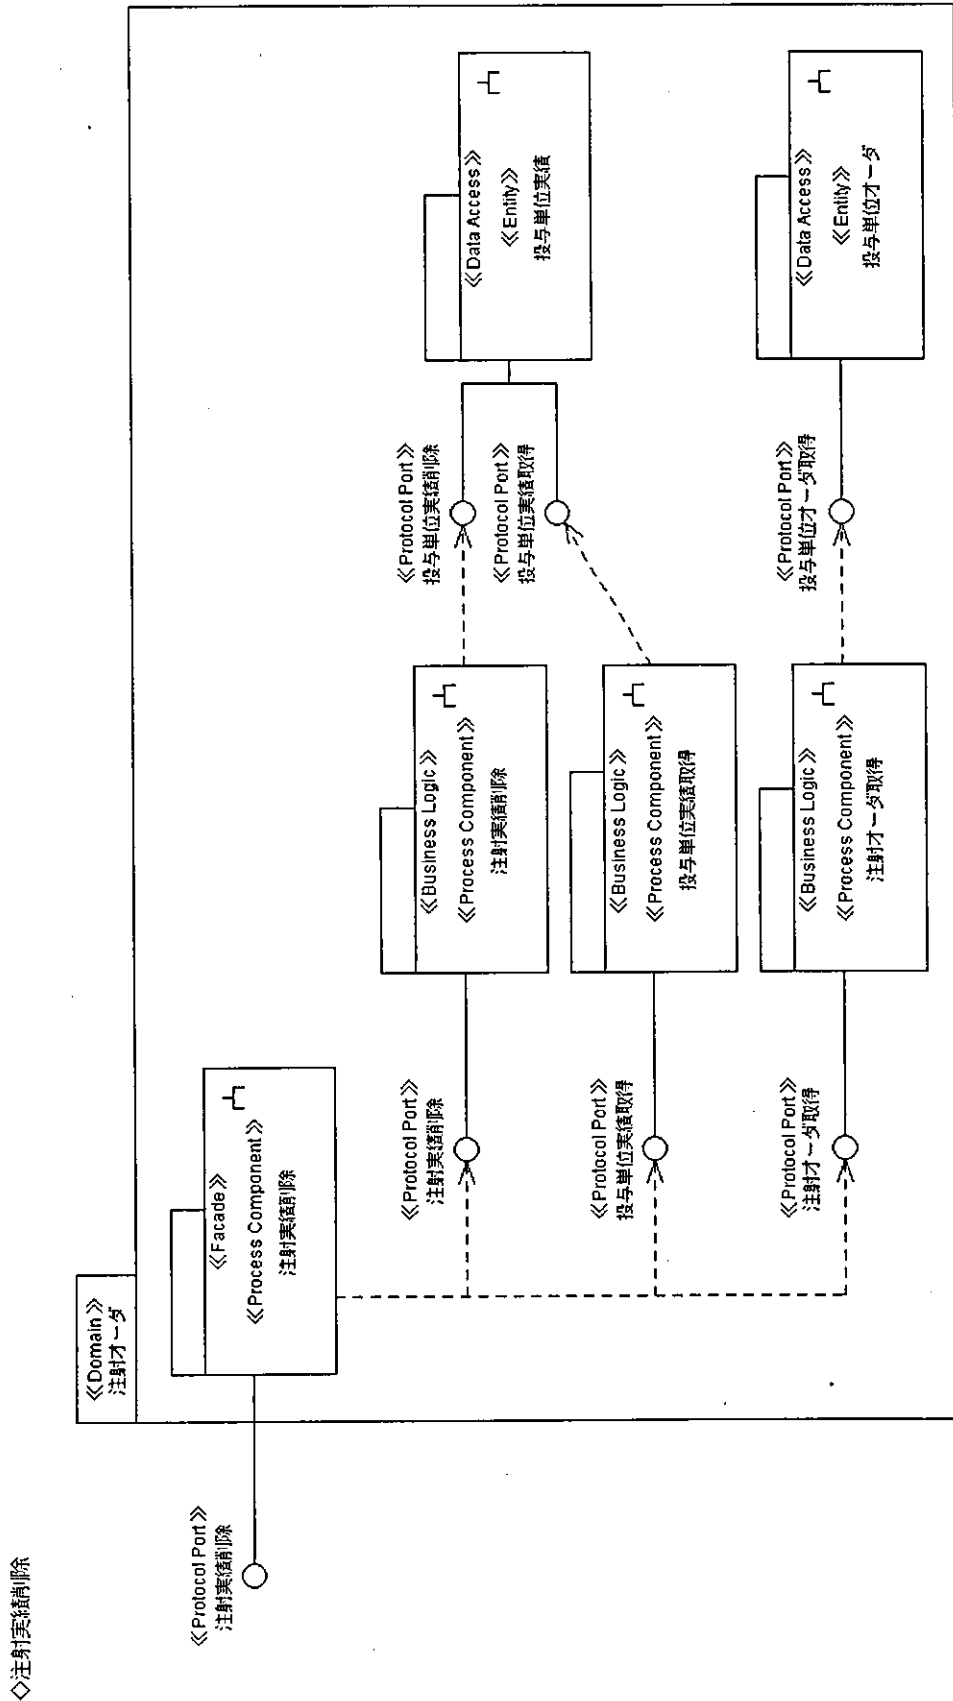 ◇注射実績削除
≪Domain≫
注射オーダ
≪Protocol Port≫
注射実績削除
≪Facade≫
≪Process Component≫
注射実績削除
≪Protocol Port≫
注射実績削除
≪Business Logic≫
≪Process Component≫
注射実績削除
≪Protocol Port≫
投与単位実績削除
≪Data Access≫
≪Entity≫
投与単位実績
≪Protocol Port≫
投与単位実績取得
≪Protocol Port≫
投与単位実績取得
≪Business Logic≫
≪Process Component≫
投与単位実績取得
≪Protocol Port≫
注射オーダ取得
≪Business Logic≫
≪Process Component≫
注射オーダ取得
≪Protocol Port≫
投与単位オーダ取得
≪Data Access≫
≪Entity≫
投与単位オーダ